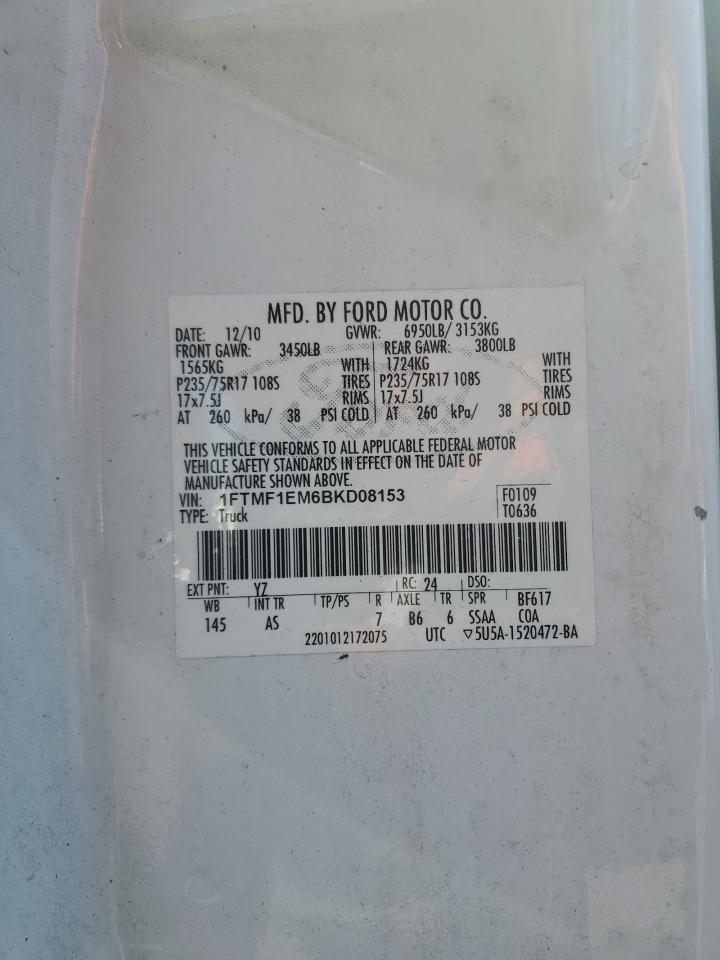 MFD. BY FORD MOTOR CO.
DATE: 12/10 GVWR: 6950LB/ 3153KG
FRONT GAWR: 3450LB REAR GAWR: 3800LB
1565KG WITH 1724KG WITH
P235/75R17 108S TIRES P235/75R17 108S TIRES
17x7.5J RIMS 17x7.5J RIMS
AT 260 kPa/ 38 PSI COLD AT 260 kPa/ 38 PSI COLD
THIS VEHICLE CONFORMS TO ALL APPLICABLE FEDERAL MOTOR
VEHICLE SAFETY STANDARDS IN EFFECT ON THE DATE OF
MANUFACTURE SHOWN ABOVE.
VIN: 1FTMF1EM6BKD08153 F0109
TYPE: Truck T0636
EXT PNT: YZ RC: 24 DSO:
WB INT TR TP/PS R AXLE TR SPR BF617
145 AS 7 B6 6 SSAA COA
2201012172075 UTC ▽5U5A-1520472-BA